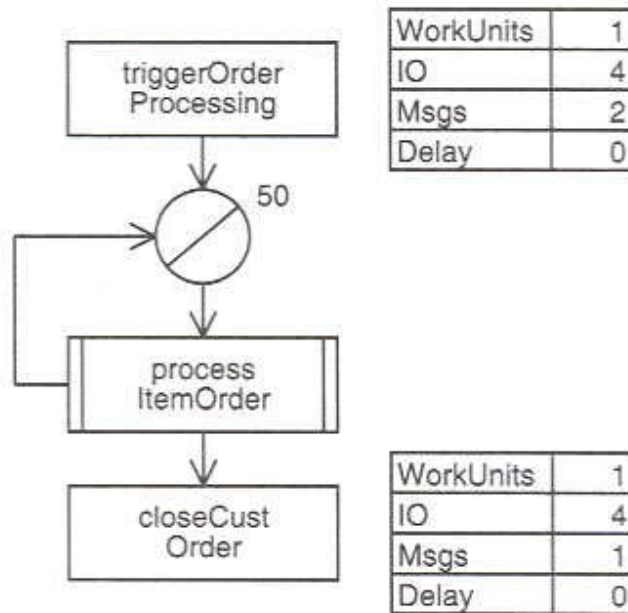 triggerOrder
Processing
WorkUnits 1
IO 4
Msgs 2
Delay 0
50
process
ItemOrder
closeCust
Order
WorkUnits 1
IO 4
Msgs 1
Delay 0